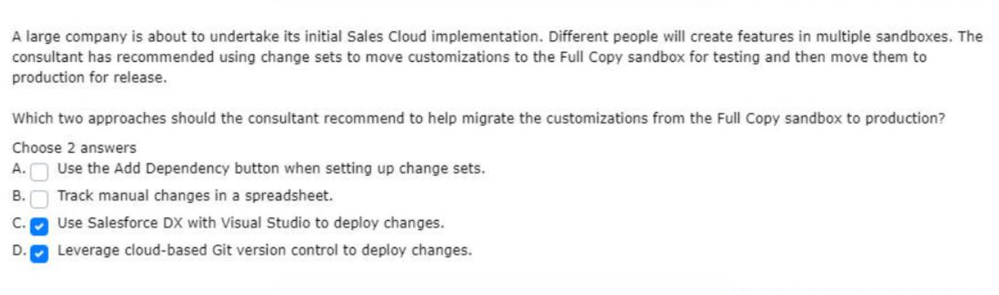 A large company is about to undertake its initial Sales Cloud implementation. Different people will create features in multiple sandboxes. The
consultant has recommended using change sets to move customizations to the Full Copy sandbox for testing and then move them to
production for release.
Which two approaches should the consultant recommend to help migrate the customizations from the Full Copy sandbox to production?
Choose 2 answers
A. Use the Add Dependency button when setting up change sets.
B. Track manual changes in a spreadsheet.
C. Use Salesforce DX with Visual Studio to deploy changes.
D. Leverage cloud-based Git version control to deploy changes.